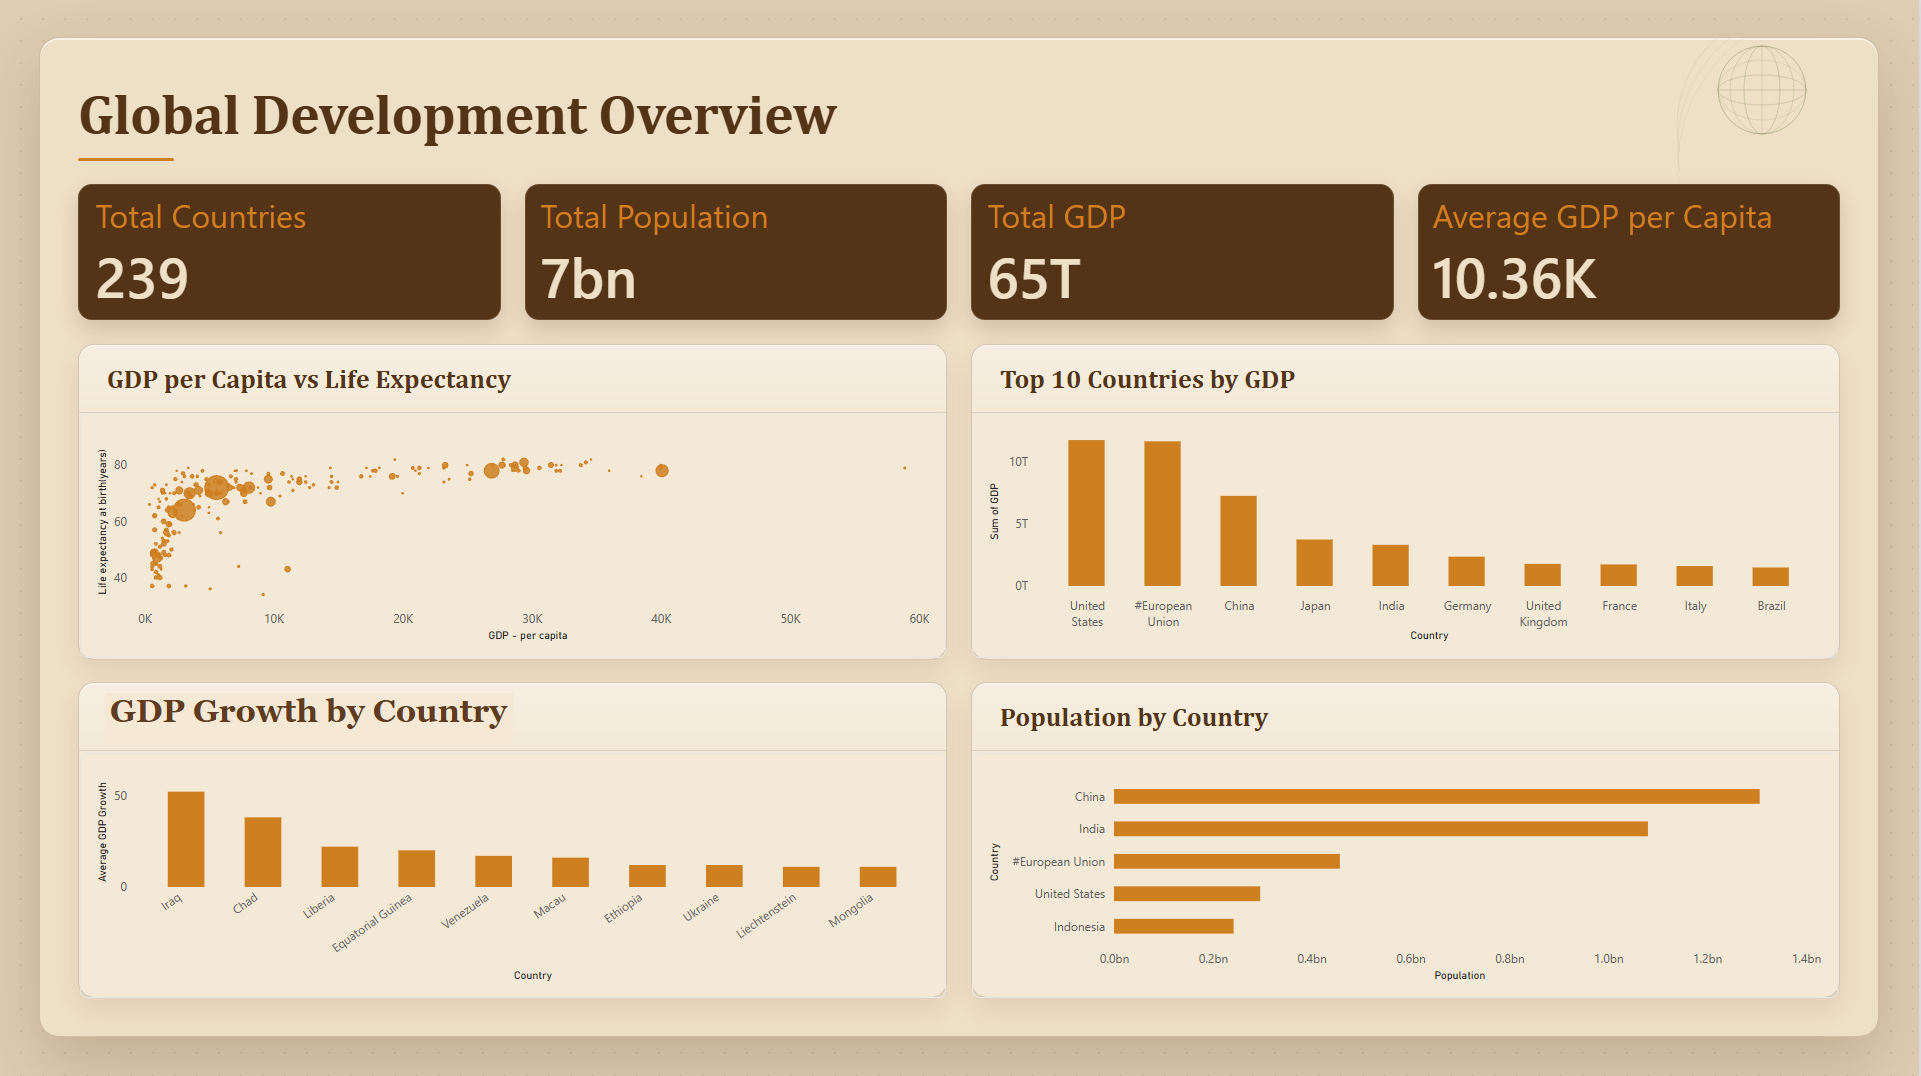 Global Development Overview
Total Countries
239
Total Population
7bn
Total GDP
65T
Average GDP per Capita
10.36K
GDP per Capita vs Life Expectancy
Life expectancy at birth(years)
80
60
40
0K 10K 20K 30K 40K 50K 60K
GDP - per capita
Top 10 Countries by GDP
Sum of GDP
10T
5T
0T
United States
#European Union
China
Japan
India
Germany
United Kingdom
France
Italy
Brazil
Country
GDP Growth by Country
Average GDP Growth
50
0
Iraq
Chad
Liberia
Equatorial Guinea
Venezuela
Macau
Ethiopia
Ukraine
Liechtenstein
Mongolia
Country
Population by Country
Country
China
India
#European Union
United States
Indonesia
0.0bn 0.2bn 0.4bn 0.6bn 0.8bn 1.0bn 1.2bn 1.4bn
Population